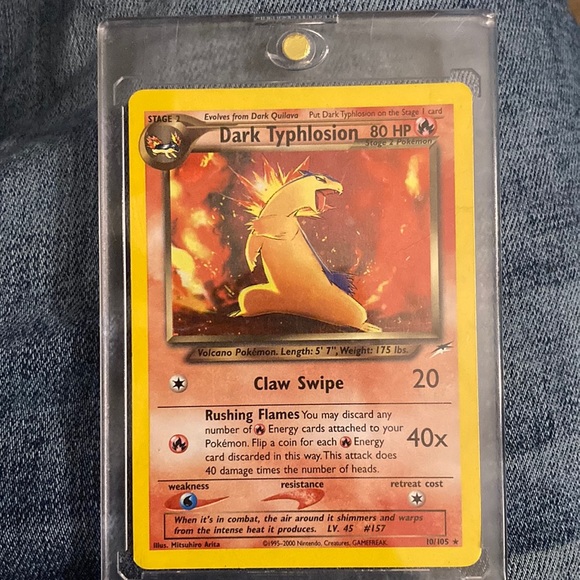 STAGE 2 Evolves from Dark Quilava Put Dark Typhlosion on the Stage 1 card
Dark Typhlosion 80 HP
Stage 2 Pokémon
Volcano Pokémon. Length: 5' 7", Weight: 175 lbs.
Claw Swipe 20
Rushing Flames You may discard any
number of Energy cards attached to your
Pokémon. Flip a coin for each Energy
card discarded in this way. This attack does
40 damage times the number of heads.
40x
weakness resistance retreat cost
When it's in combat, the air around it shimmers and warps
from the intense heat it produces. LV. 45 #157
Illus. Mitsuhiro Arita ©1995-2000 Nintendo, Creatures, GAMEFREAK. 10/105 ★